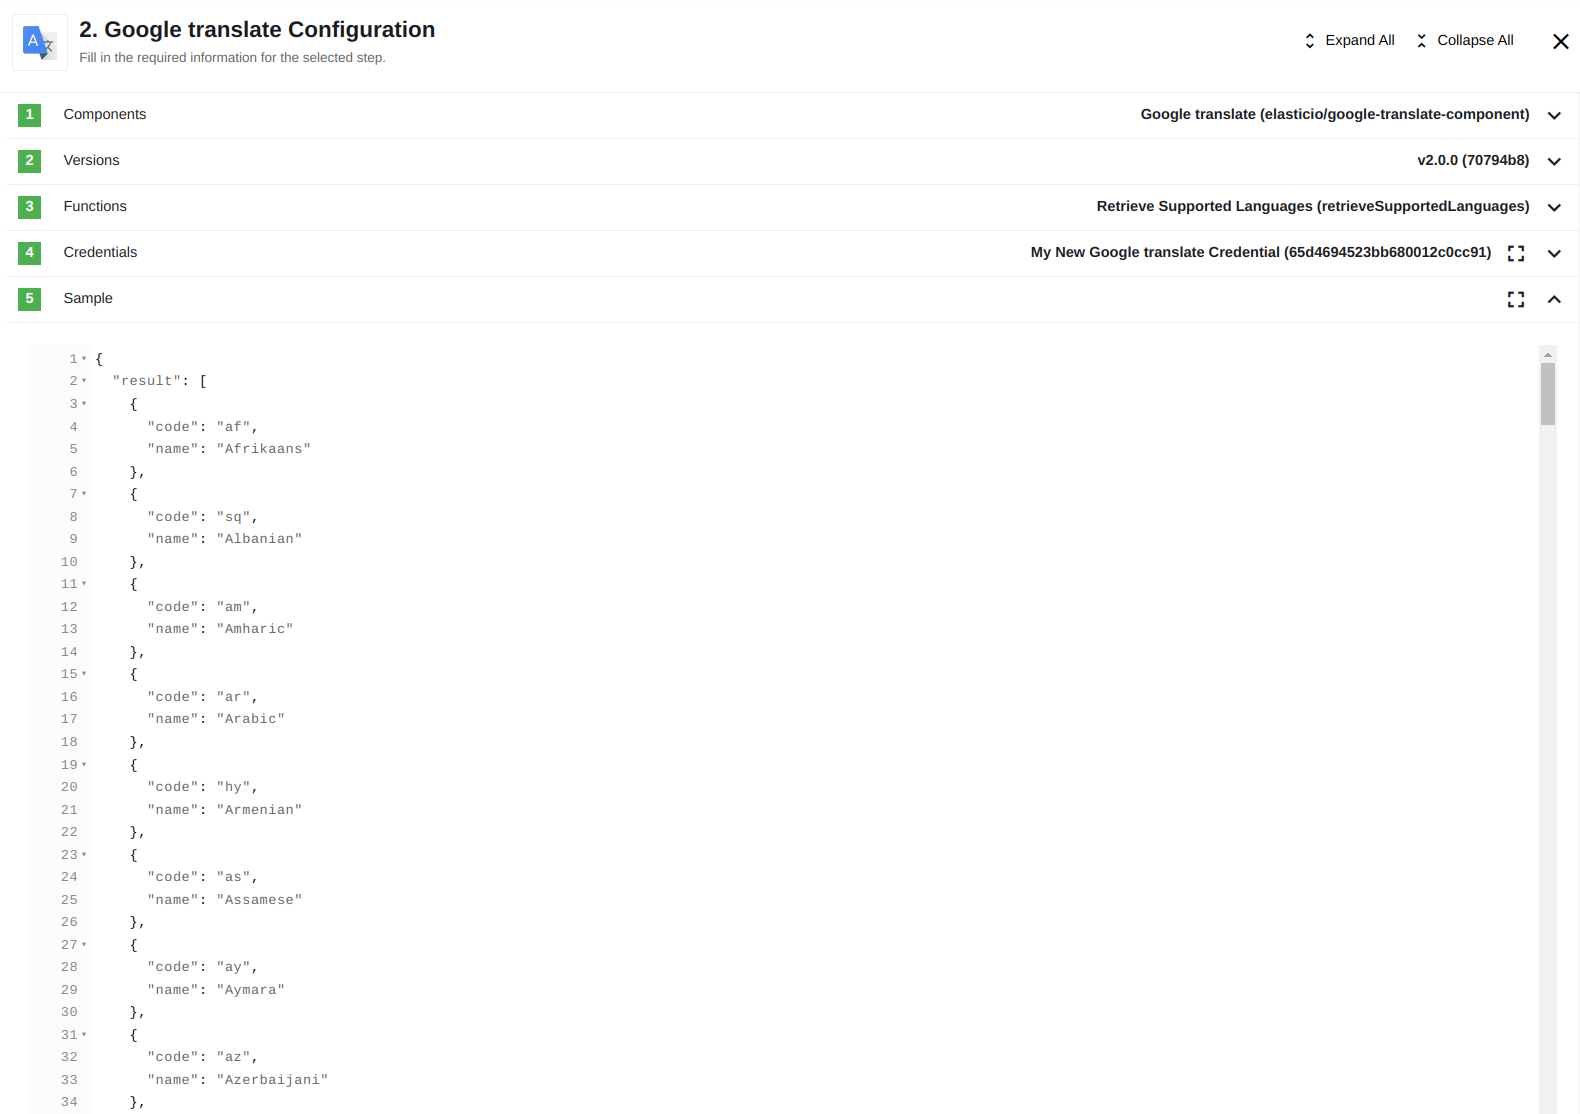 2. Google translate Configuration
Fill in the required information for the selected step.
Expand All
Collapse All
1 Components Google translate (elasticio/google-translate-component)
2 Versions v2.0.0 (70794b8)
3 Functions Retrieve Supported Languages (retrieveSupportedLanguages)
4 Credentials My New Google translate Credential (65d4694523bb680012c0cc91)
5 Sample
1 {
2   "result": [
3     {
4       "code": "af",
5       "name": "Afrikaans"
6     },
7     {
8       "code": "sq",
9       "name": "Albanian"
10     },
11     {
12       "code": "am",
13       "name": "Amharic"
14     },
15     {
16       "code": "ar",
17       "name": "Arabic"
18     },
19     {
20       "code": "hy",
21       "name": "Armenian"
22     },
23     {
24       "code": "as",
25       "name": "Assamese"
26     },
27     {
28       "code": "ay",
29       "name": "Aymara"
30     },
31     {
32       "code": "az",
33       "name": "Azerbaijani"
34     },